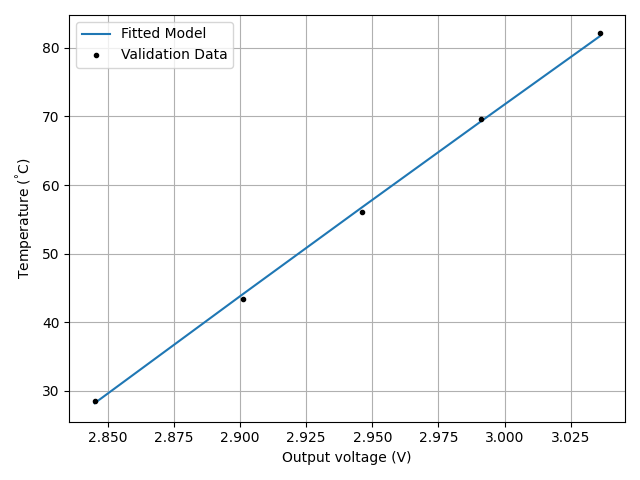 Fitted Model
Validation Data
80
70
60
50
40
30
Temperature (˚C)
2.850 2.875 2.900 2.925 2.950 2.975 3.000 3.025
Output voltage (V)